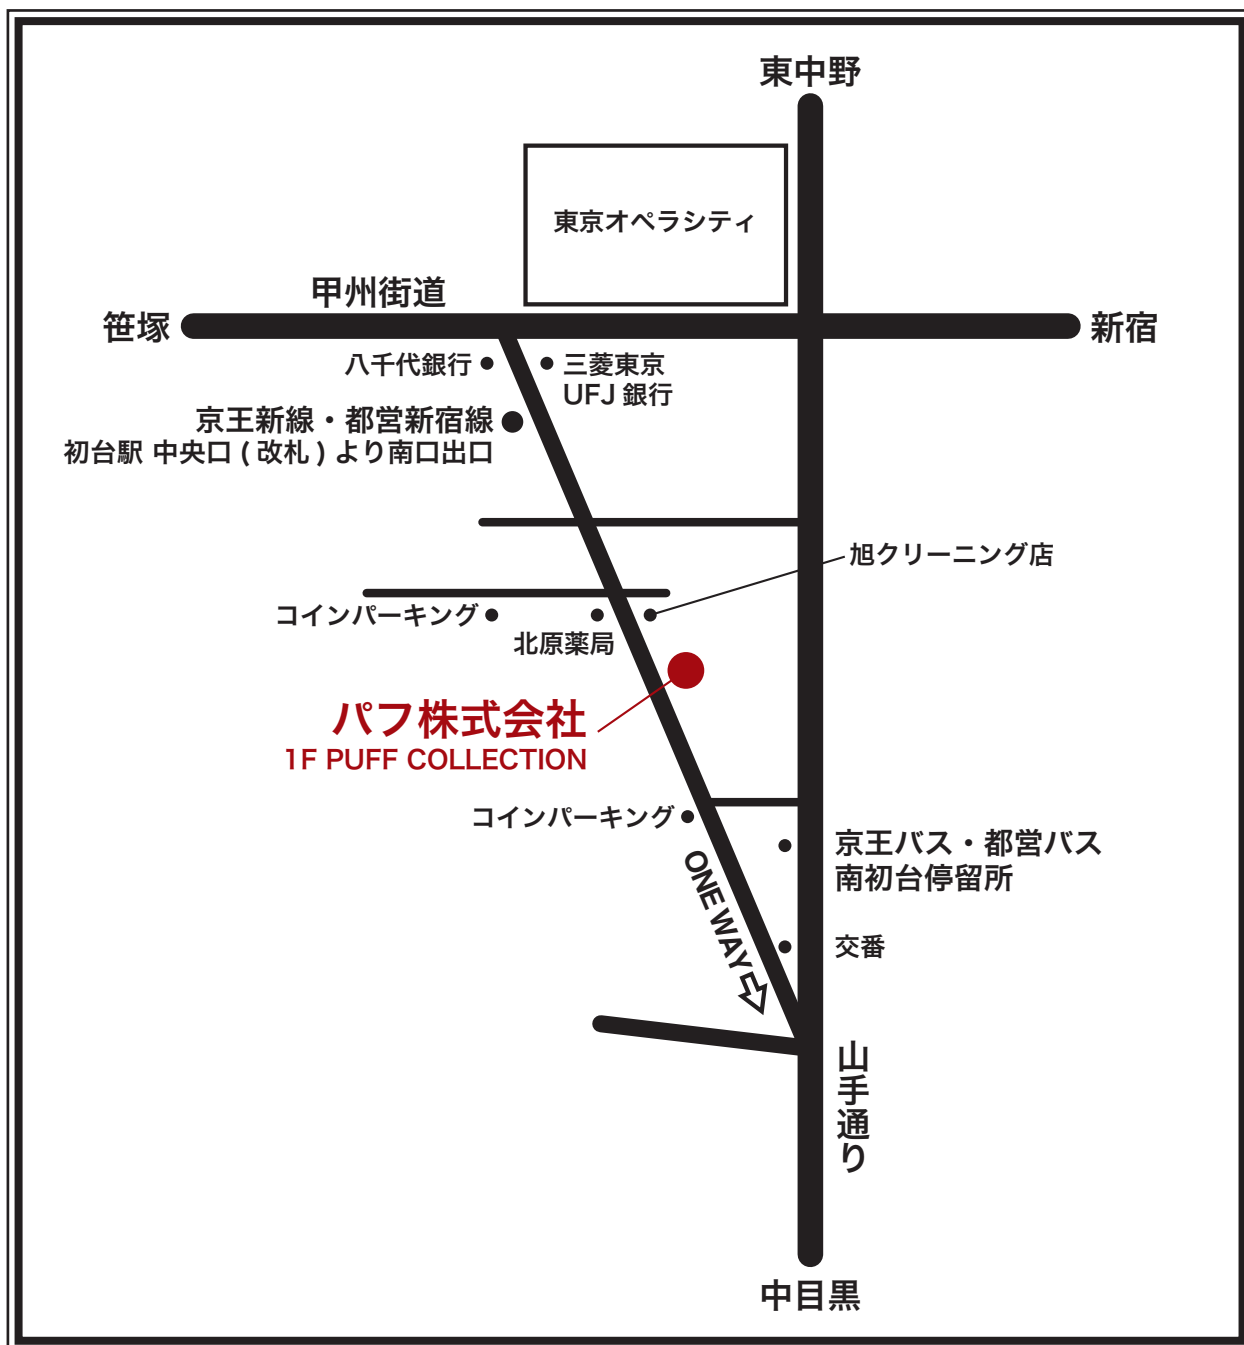 東中野
東京オペラシティ
甲州街道
笹塚
新宿
八千代銀行
三菱東京
UFJ 銀行
京王新線・都営新宿線
初台駅 中央口 ( 改札 ) より南口出口
旭クリーニング店
コインパーキング
北原薬局
パフ株式会社
1F PUFF COLLECTION
コインパーキング
京王バス・都営バス
南初台停留所
ONE WAY
交番
山手通り
中目黒